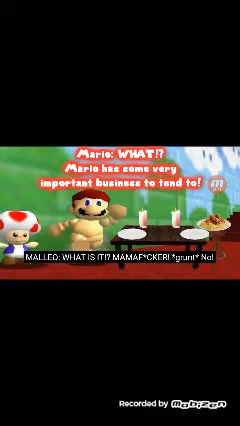 Mario: WHAT!?
Mario has some very
important business to tend to!
MALLEO: WHAT IS IT!? MAMAF*CKER! *grunt* No!
Recorded by Mobizen